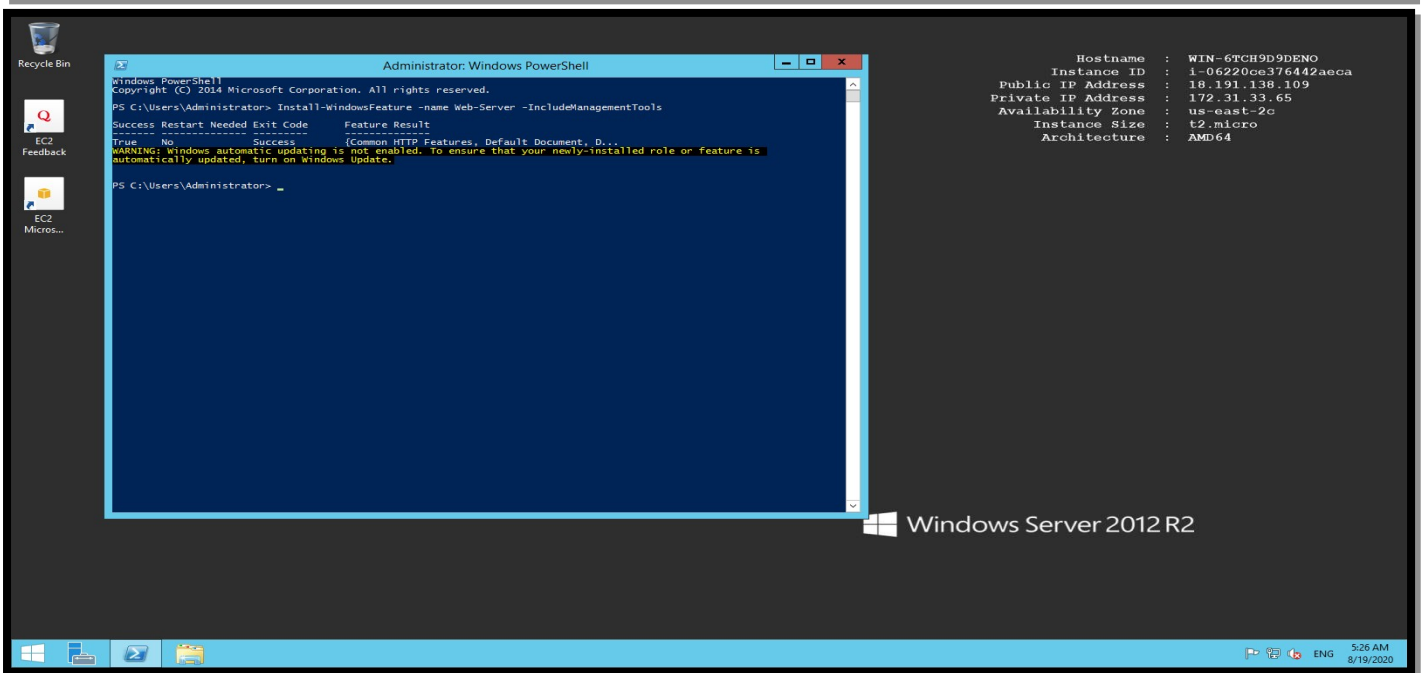 Recycle Bin
EC2
Feedback
EC2
Micros...
Administrator: Windows PowerShell
Windows PowerShell
Copyright (C) 2014 Microsoft Corporation. All rights reserved.
PS C:\Users\Administrator> Install-WindowsFeature -name Web-Server -IncludeManagementTools
Success Restart Needed Exit Code Feature Result
------- -------------- --------- --------------
True No Success {Common HTTP Features, Default Document, D...
WARNING: Windows automatic updating is not enabled. To ensure that your newly-installed role or feature is
automatically updated, turn on Windows Update.
PS C:\Users\Administrator> _
Hostname : WIN-6TCH9D9DENO
Instance ID : i-06220ce376442aeca
Public IP Address : 18.191.138.109
Private IP Address : 172.31.33.65
Availability Zone : us-east-2c
Instance Size : t2.micro
Architecture : AMD64
Windows Server 2012 R2
ENG
5:26 AM
8/19/2020